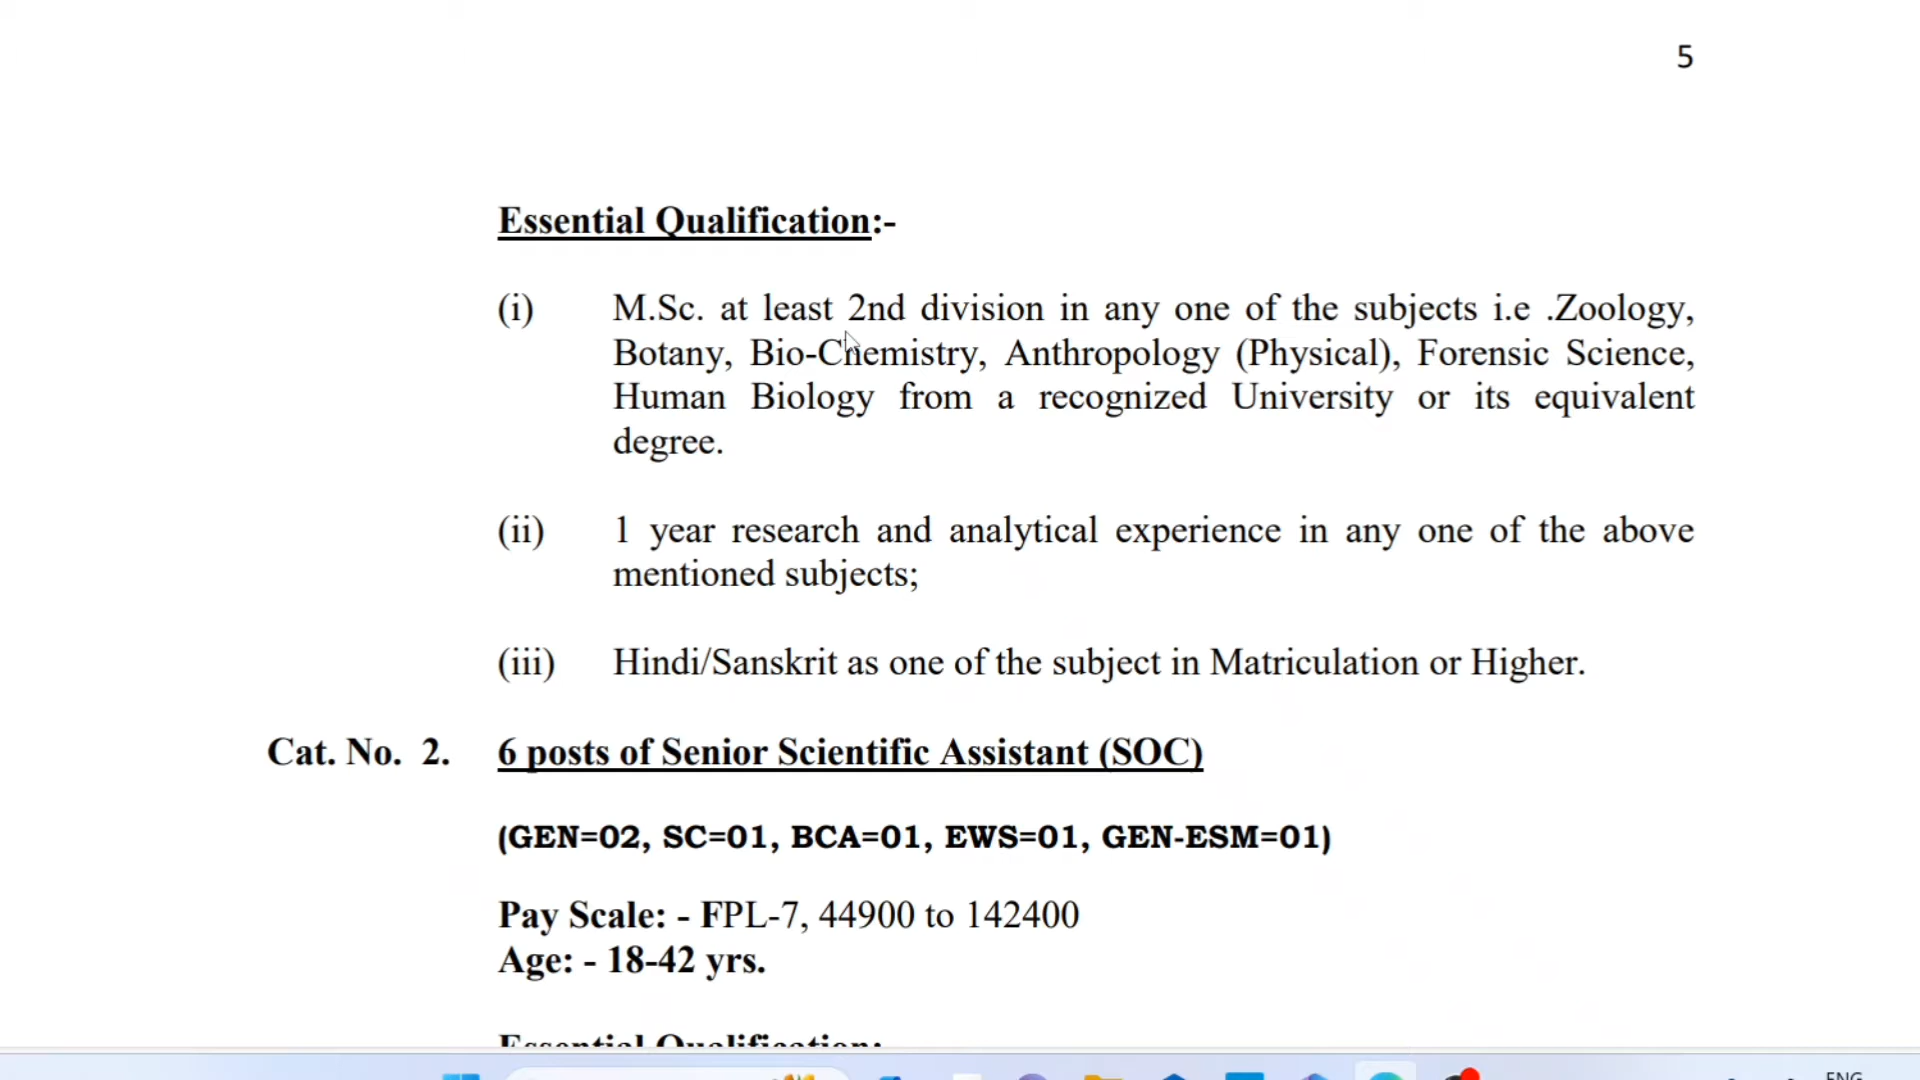 5
Essential Qualification:-
(i) M.Sc. at least 2nd division in any one of the subjects i.e .Zoology,
Botany, Bio-Chemistry, Anthropology (Physical), Forensic Science,
Human Biology from a recognized University or its equivalent
degree.
(ii) 1 year research and analytical experience in any one of the above
mentioned subjects;
(iii) Hindi/Sanskrit as one of the subject in Matriculation or Higher.
Cat. No. 2. 6 posts of Senior Scientific Assistant (SOC)
(GEN=02, SC=01, BCA=01, EWS=01, GEN-ESM=01)
Pay Scale: - FPL-7, 44900 to 142400
Age: - 18-42 yrs.
Essential Qualification:
ENG